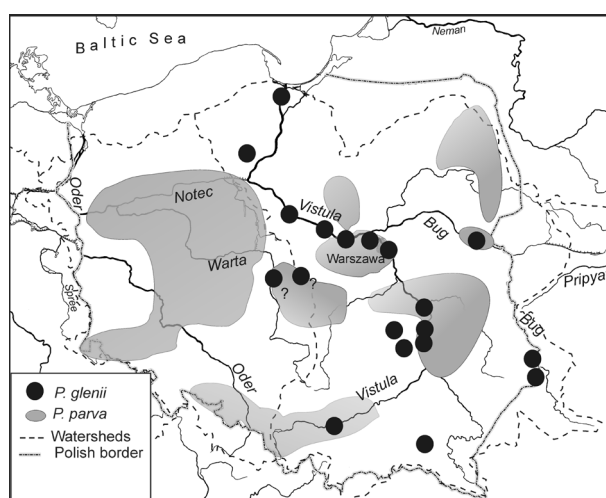 Baltic Sea
Neman
Oder
Notec
Vistula
Bug
Warszawa
Warta
?
?
Pripya
Spree
Bug
Oder
Vistula
P. glenii
P. parva
Watersheds
Polish border